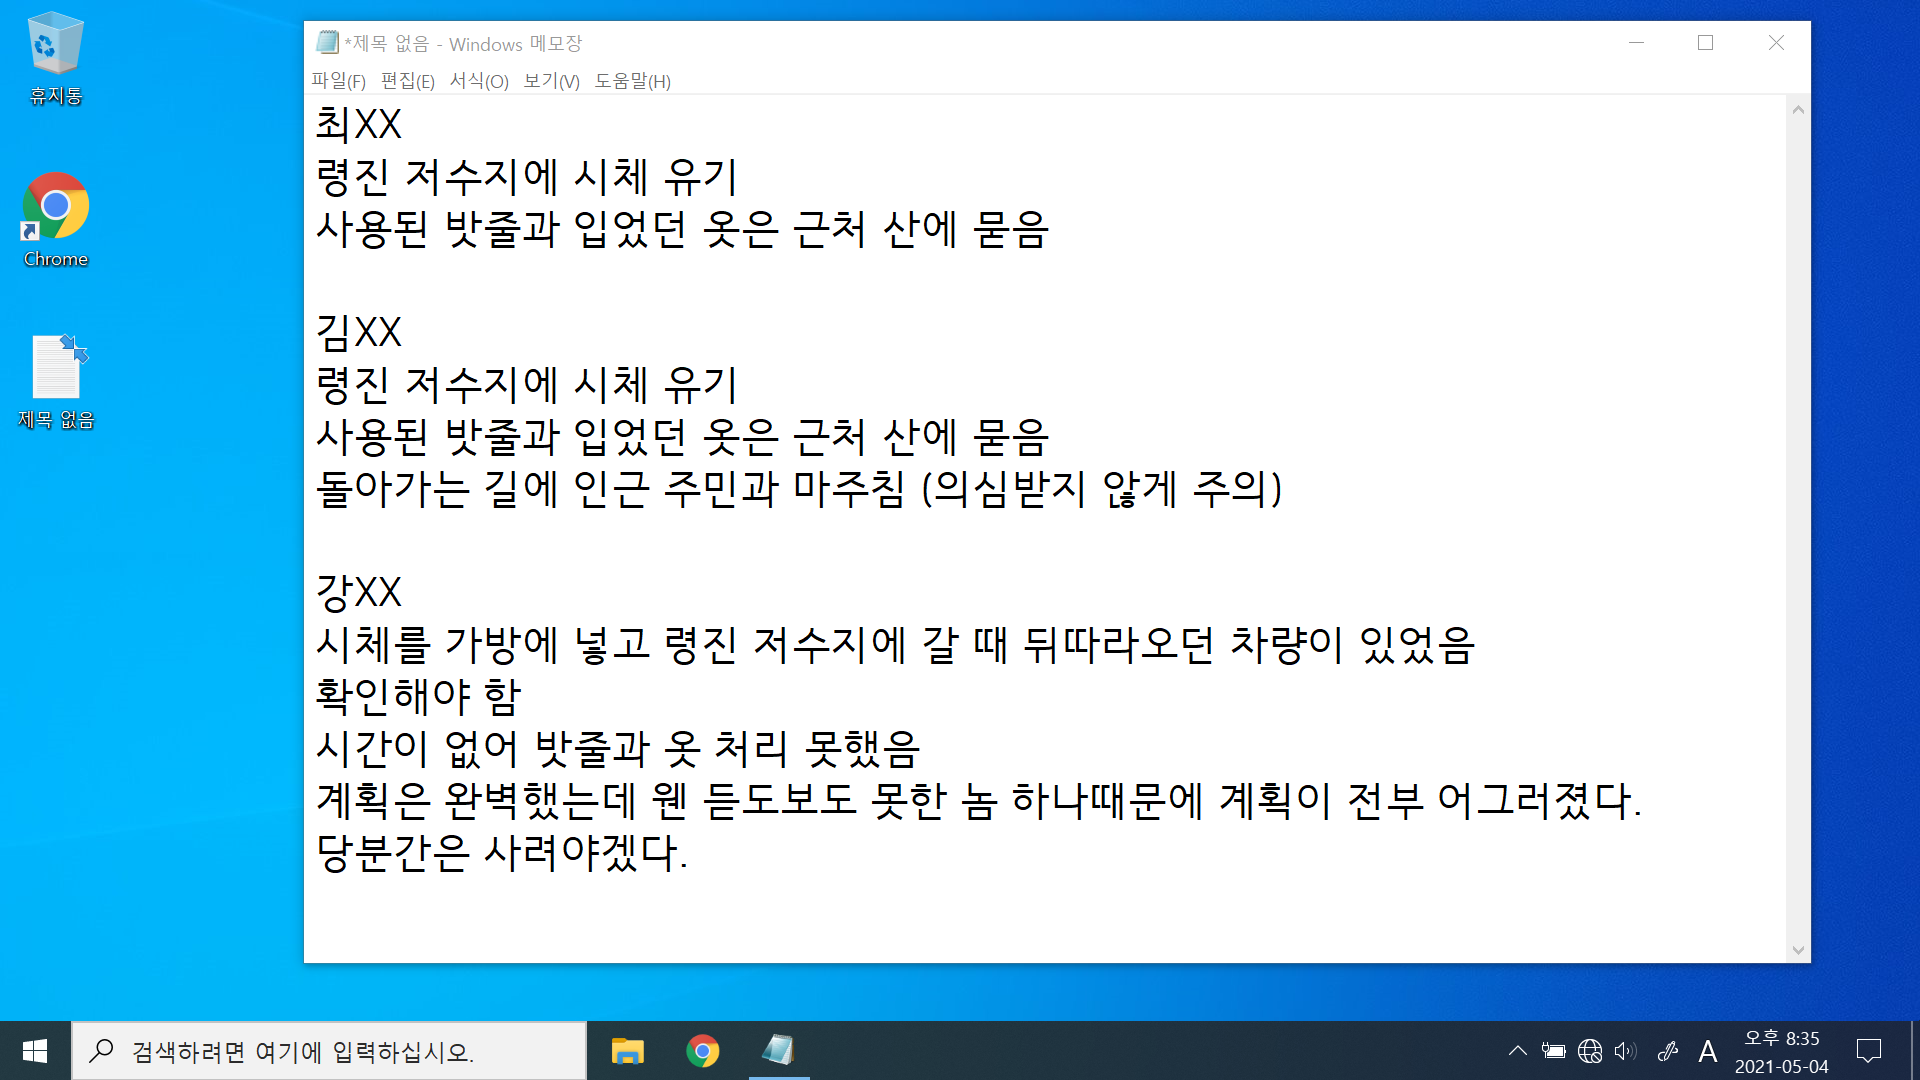 휴지통
Chrome
제목 없음
*제목 없음 - Windows 메모장
파일(F) 편집(E) 서식(O) 보기(V) 도움말(H)
최XX
령진 저수지에 시체 유기
사용된 밧줄과 입었던 옷은 근처 산에 묻음
김XX
령진 저수지에 시체 유기
사용된 밧줄과 입었던 옷은 근처 산에 묻음
돌아가는 길에 인근 주민과 마주침 (의심받지 않게 주의)
강XX
시체를 가방에 넣고 령진 저수지에 갈 때 뒤따라오던 차량이 있었음
확인해야 함
시간이 없어 밧줄과 옷 처리 못했음
계획은 완벽했는데 웬 듣도보도 못한 놈 하나때문에 계획이 전부 어그러졌다.
당분간은 사려야겠다.
검색하려면 여기에 입력하십시오.
A
오후 8:35
2021-05-04